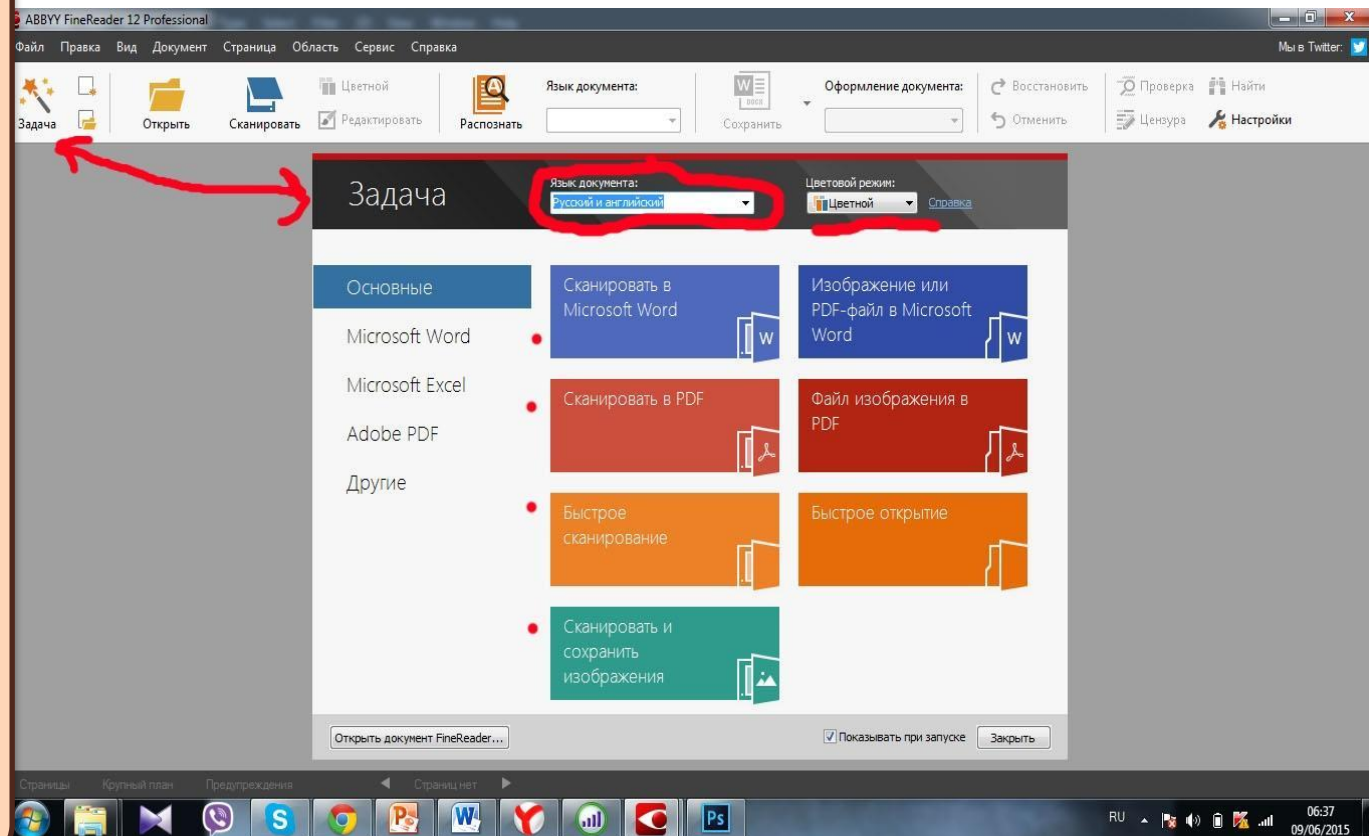 ABBYY FineReader 12 Professional
Файл Правка Вид Документ Страница Область Сервис Справка
Мы в Twitter:
Задача
Открыть
Сканировать
Цветной
Редактировать
Распознать
Язык документа:
Сохранить
Оформление документа:
Восстановить
Отменить
Проверка
Цензура
Найти
Настройки
Задача
Язык документа:
Русский и английский
Цветовой режим:
Цветной
Справка
Основные
Microsoft Word
Microsoft Excel
Adobe PDF
Другие
Сканировать в
Microsoft Word
Изображение или
PDF-файл в Microsoft
Word
Сканировать в PDF
Файл изображения в
PDF
Быстрое
сканирование
Быстрое открытие
Сканировать и
сохранить
изображения
Открыть документ FineReader...
Показывать при запуске
Закрыть
Страницы Крупный план Предупреждения Страниц нет
RU
06:37
09/06/2015